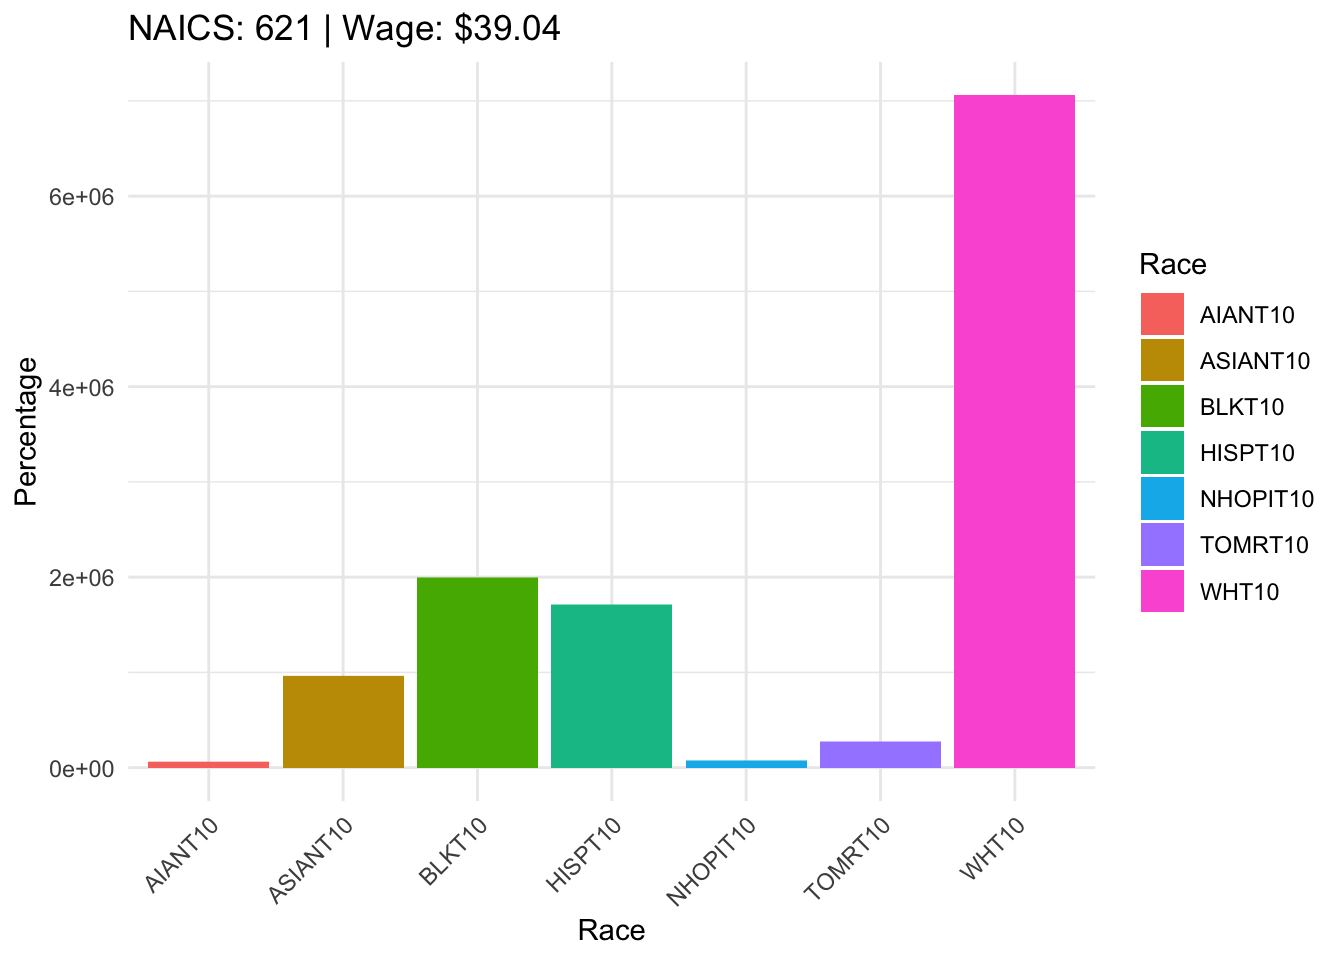 NAICS: 621 | Wage: $39.04
Percentage
6e+06
4e+06
2e+06
0e+00
AIANT10
ASIANT10
BLKT10
HISPT10
NHOPIT10
TOMRT10
WHT10
Race
Race
AIANT10
ASIANT10
BLKT10
HISPT10
NHOPIT10
TOMRT10
WHT10